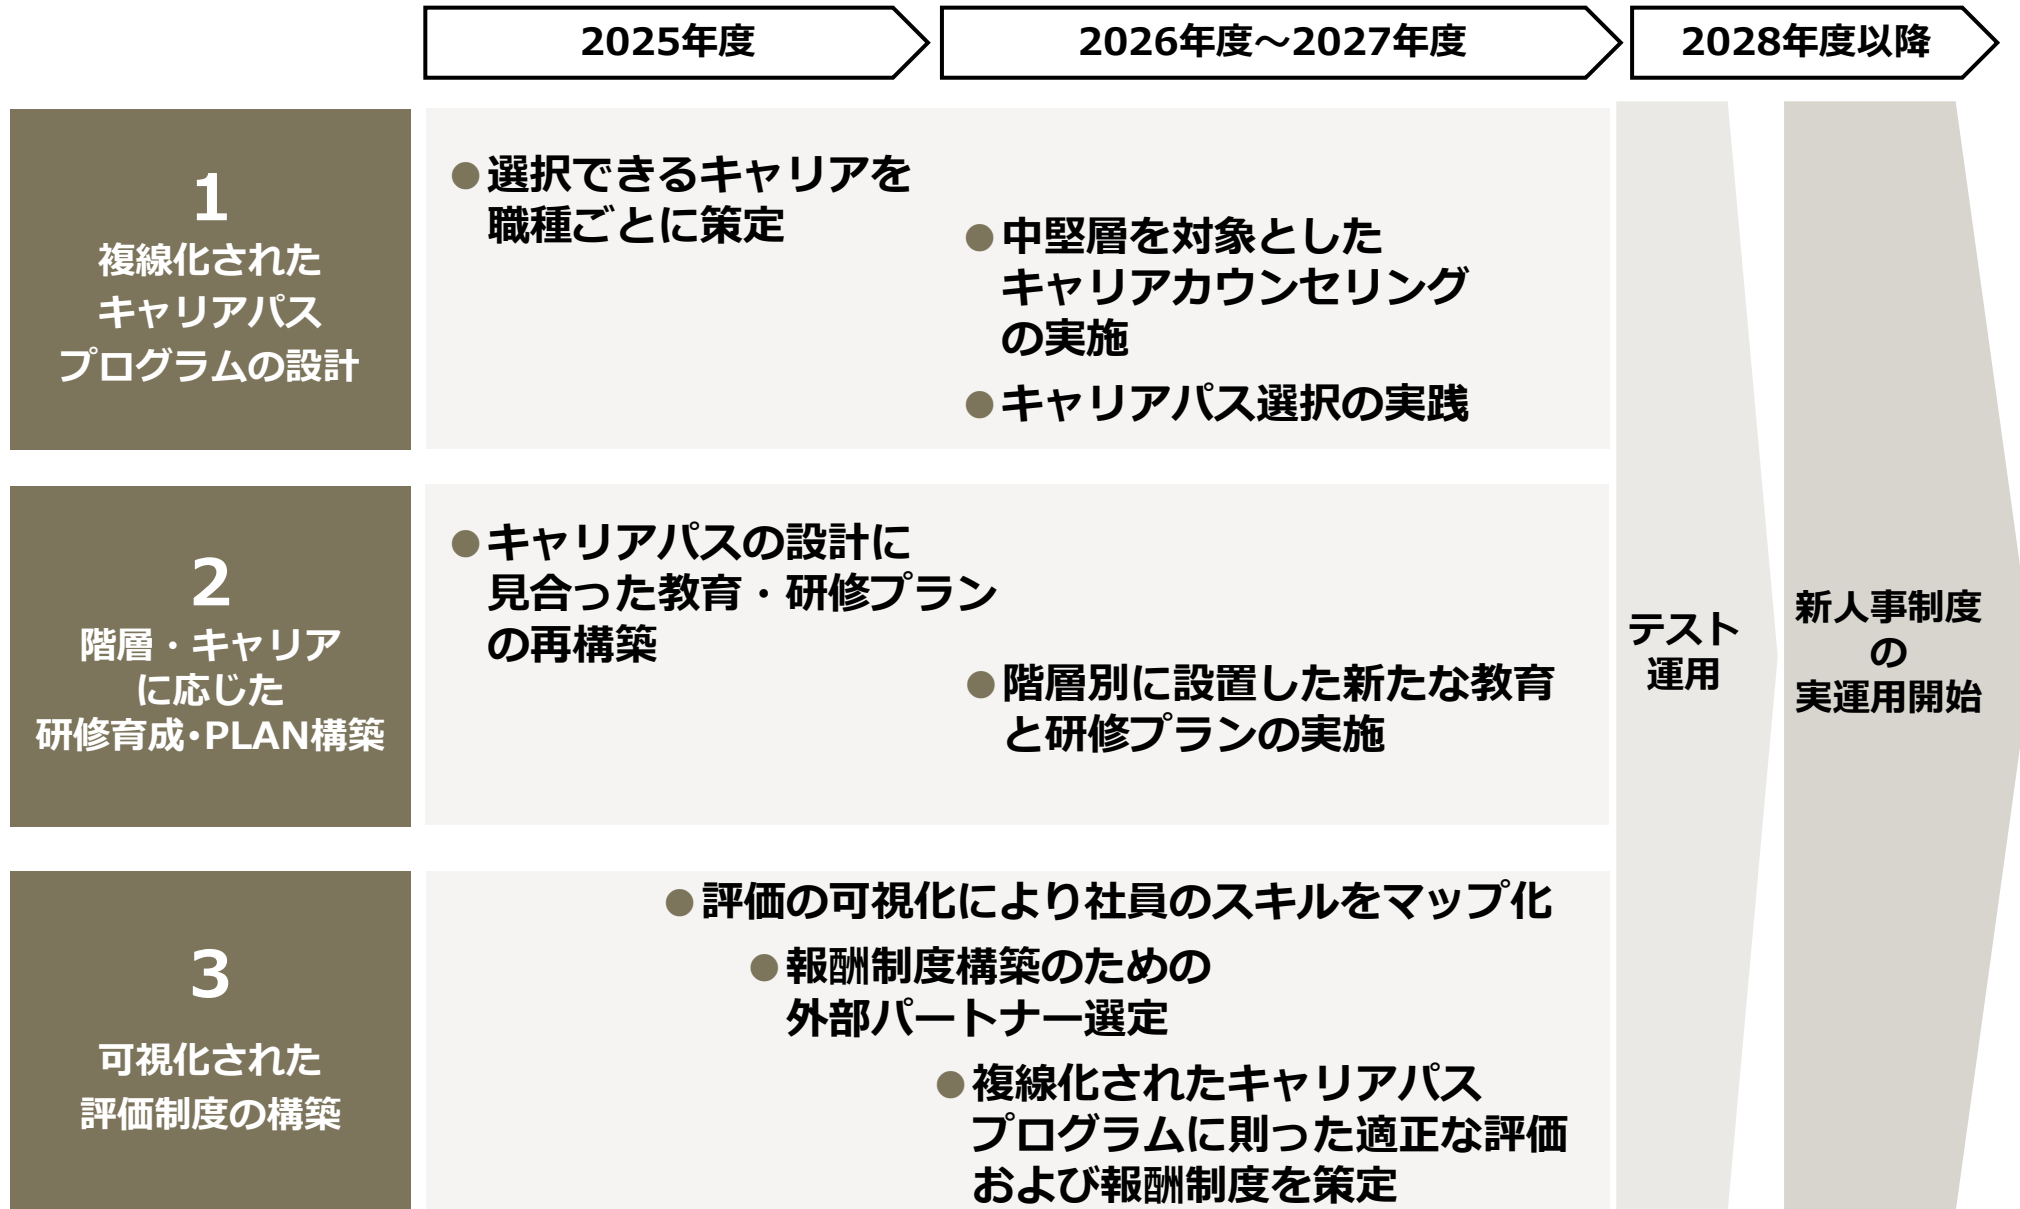 2025年度
2026年度～2027年度
2028年度以降
1
複線化された
キャリアパス
プログラムの設計
●選択できるキャリアを
職種ごとに策定
●中堅層を対象とした
キャリアカウンセリング
の実施
●キャリアパス選択の実践
2
階層・キャリア
に応じた
研修育成･PLAN構築
●キャリアパスの設計に
見合った教育・研修プラン
の再構築
●階層別に設置した新たな教育
と研修プランの実施
3
可視化された
評価制度の構築
●評価の可視化により社員のスキルをマップ化
●報酬制度構築のための
外部パートナー選定
●複線化されたキャリアパス
プログラムに則った適正な評価
および報酬制度を策定
テスト
運用
新人事制度
の
実運用開始